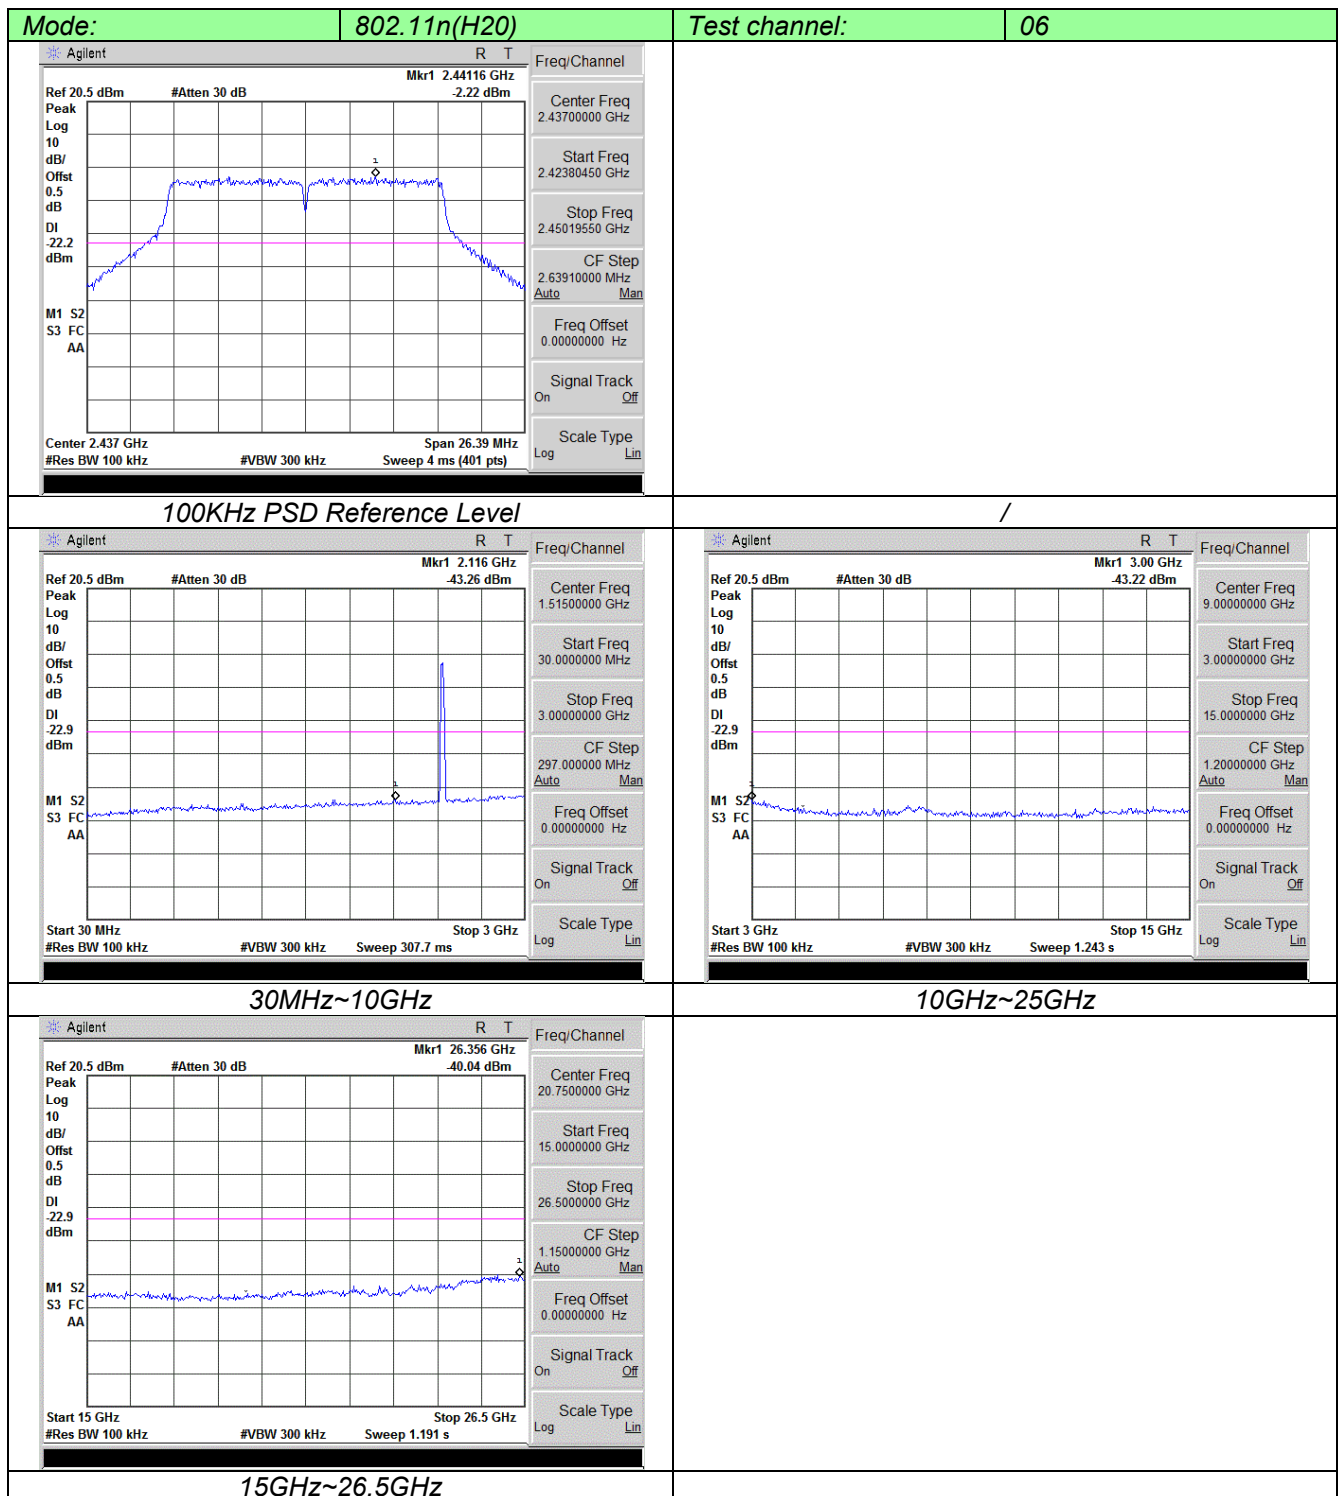 Mode: 802.11n(H20) Test channel: 06
Agilent R T Freq/Channel
Mkr1 2.44116 GHz
Ref 20.5 dBm #Atten 30 dB -2.22 dBm
Peak
Log
10
dB/
Offst
0.5
dB
DI
-22.2
dBm
M1 S2
S3 FC
AA
1
Center 2.437 GHz Span 26.39 MHz
#Res BW 100 kHz #VBW 300 kHz Sweep 4 ms (401 pts)
Center Freq
2.43700000 GHz
Start Freq
2.42380450 GHz
Stop Freq
2.45019550 GHz
CF Step
2.63910000 MHz
Auto Man
Freq Offset
0.00000000 Hz
Signal Track
On Off
Scale Type
Log Lin
100KHz PSD Reference Level /
Agilent R T Freq/Channel
Mkr1 2.116 GHz
Ref 20.5 dBm #Atten 30 dB -43.26 dBm
Peak
Log
10
dB/
Offst
0.5
dB
DI
-22.9
dBm
M1 S2
S3 FC
AA
1
Start 30 MHz Stop 3 GHz
#Res BW 100 kHz #VBW 300 kHz Sweep 307.7 ms
Center Freq
1.51500000 GHz
Start Freq
30.0000000 MHz
Stop Freq
3.00000000 GHz
CF Step
297.000000 MHz
Auto Man
Freq Offset
0.00000000 Hz
Signal Track
On Off
Scale Type
Log Lin
Agilent R T Freq/Channel
Mkr1 3.00 GHz
Ref 20.5 dBm #Atten 30 dB -43.22 dBm
Peak
Log
10
dB/
Offst
0.5
dB
DI
-22.9
dBm
1
M1 S2
S3 FC
AA
Start 3 GHz Stop 15 GHz
#Res BW 100 kHz #VBW 300 kHz Sweep 1.243 s
Center Freq
9.00000000 GHz
Start Freq
3.00000000 GHz
Stop Freq
15.0000000 GHz
CF Step
1.20000000 GHz
Auto Man
Freq Offset
0.00000000 Hz
Signal Track
On Off
Scale Type
Log Lin
30MHz~10GHz 10GHz~25GHz
Agilent R T Freq/Channel
Mkr1 26.356 GHz
Ref 20.5 dBm #Atten 30 dB -40.04 dBm
Peak
Log
10
dB/
Offst
0.5
dB
DI
-22.9
dBm
1
M1 S2
S3 FC
AA
Start 15 GHz Stop 26.5 GHz
#Res BW 100 kHz #VBW 300 kHz Sweep 1.191 s
Center Freq
20.7500000 GHz
Start Freq
15.0000000 GHz
Stop Freq
26.5000000 GHz
CF Step
1.15000000 GHz
Auto Man
Freq Offset
0.00000000 Hz
Signal Track
On Off
Scale Type
Log Lin
15GHz~26.5GHz